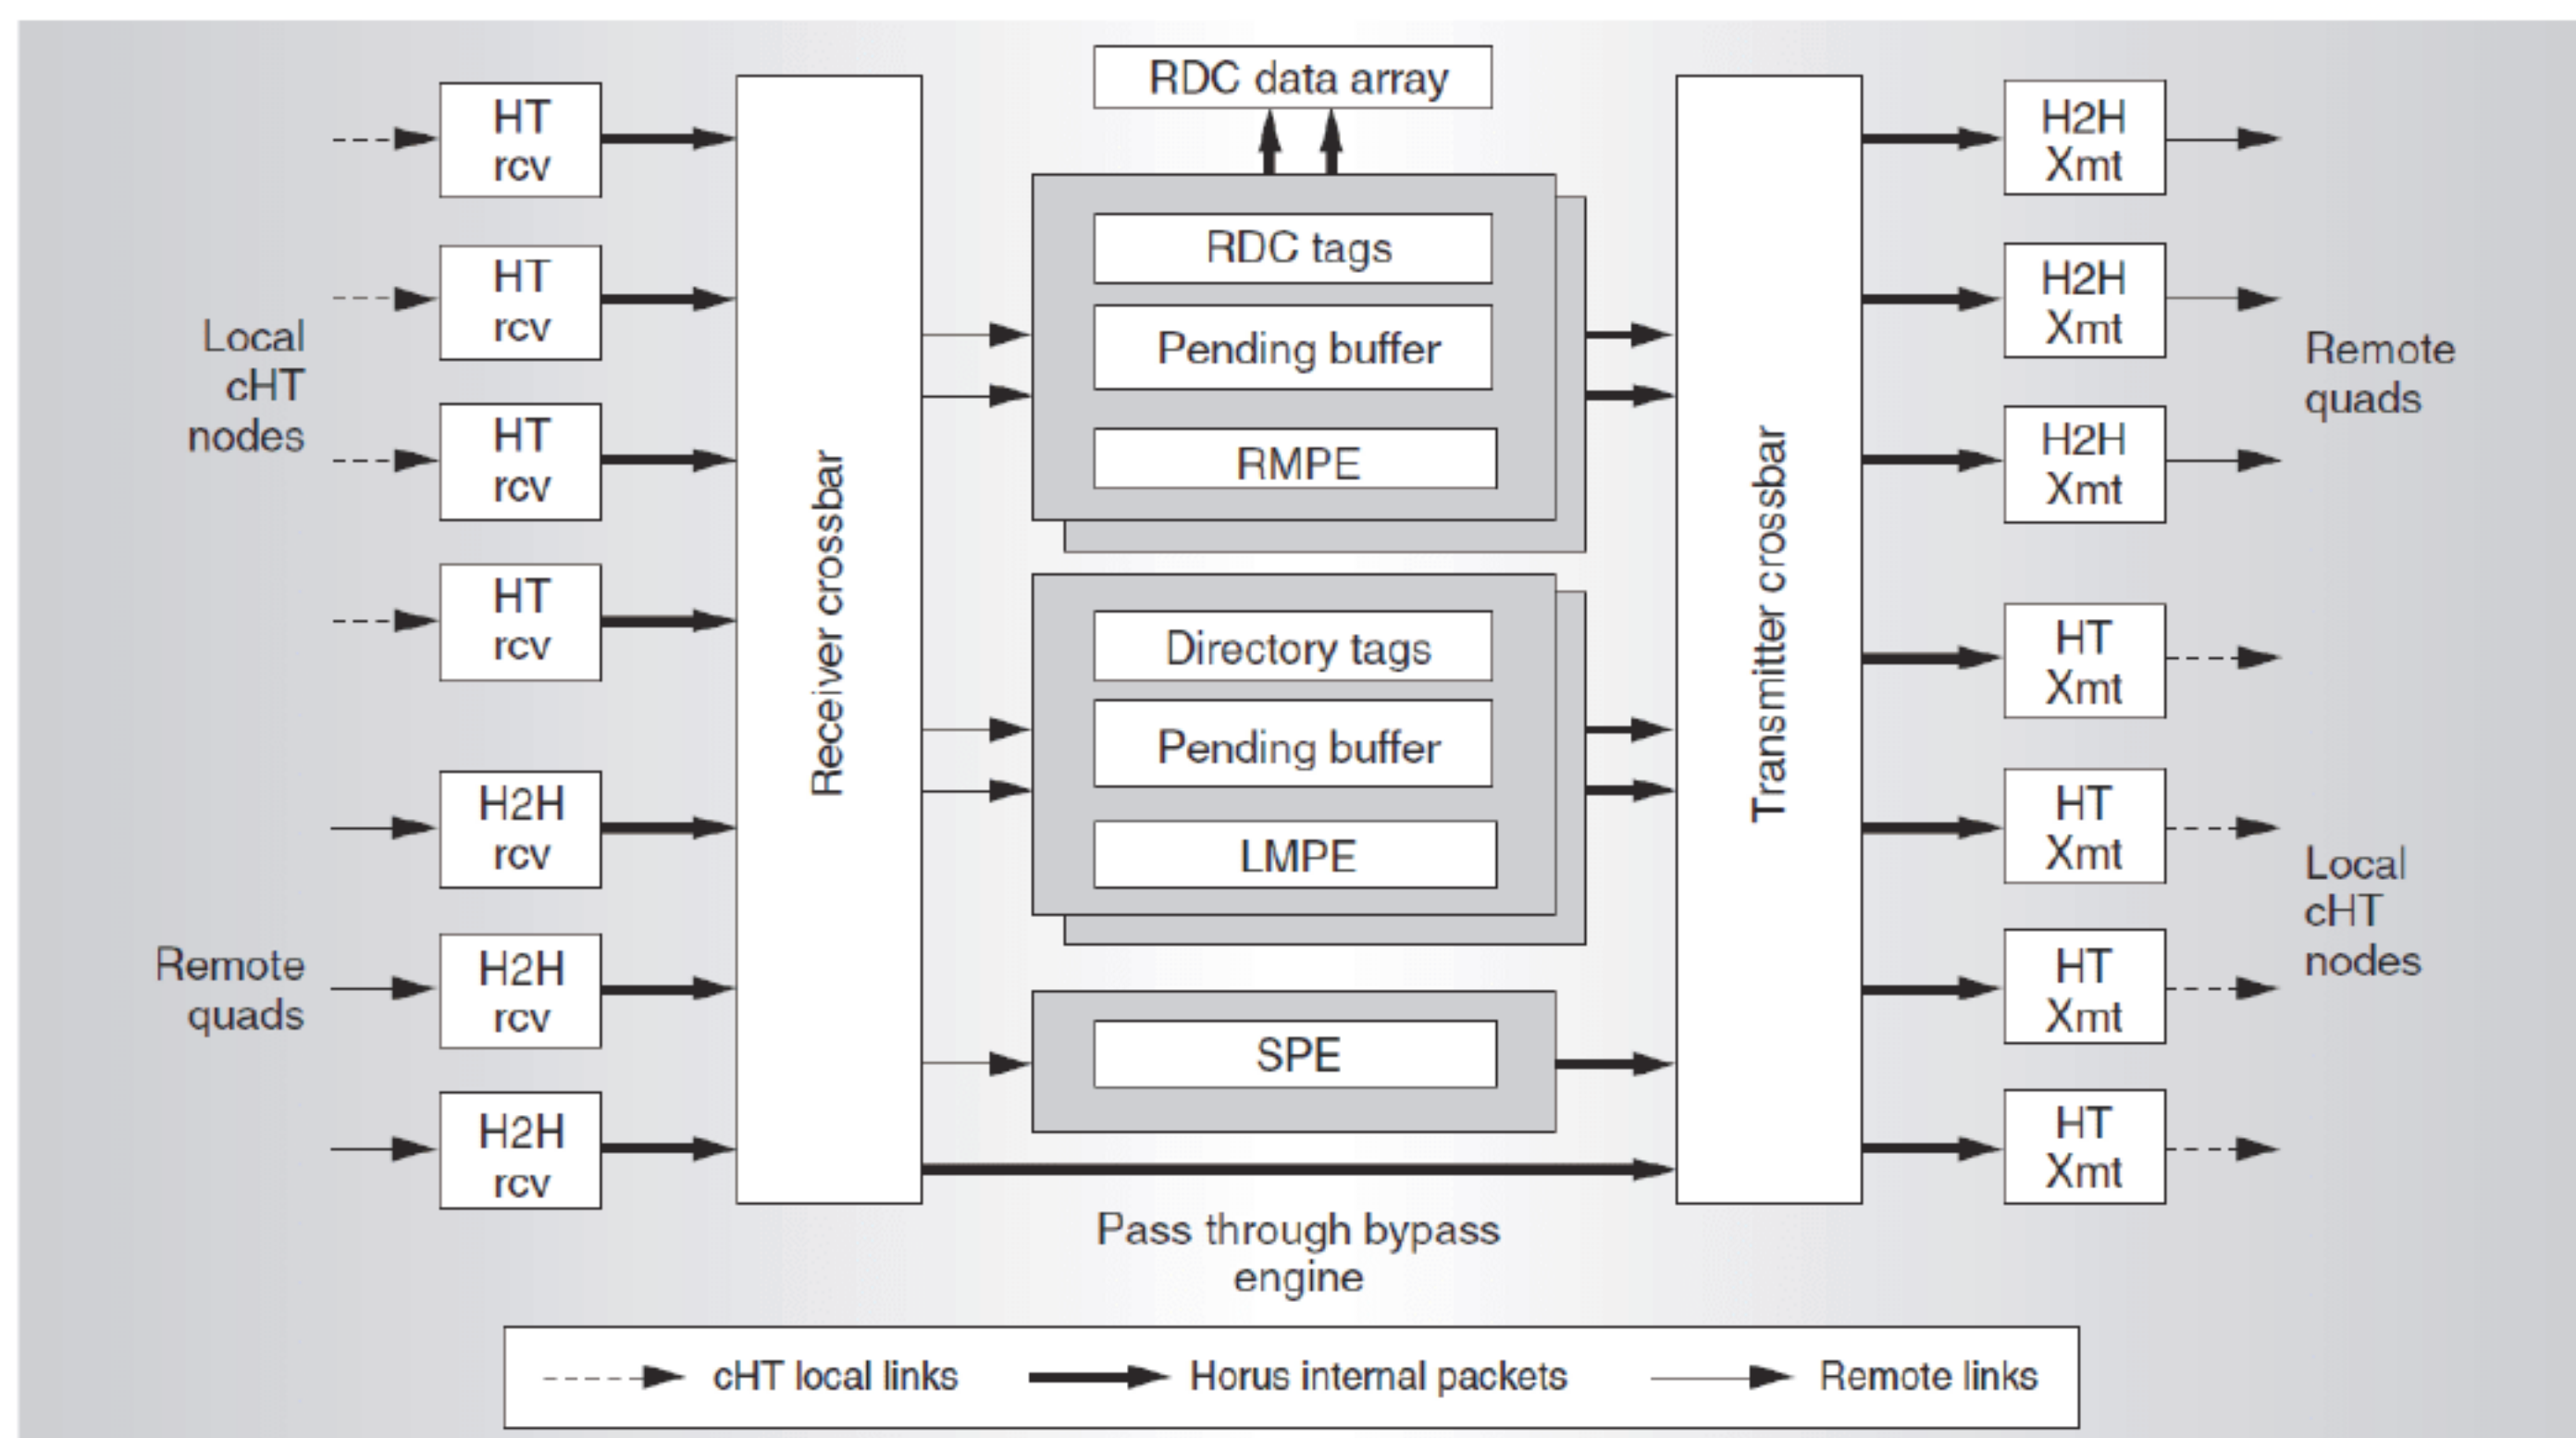 Local
cHT
nodes
Remote
quads
HT
rcv
HT
rcv
HT
rcv
HT
rcv
H2H
rcv
H2H
rcv
H2H
rcv
Receiver crossbar
RDC data array
RDC tags
Pending buffer
RMPE
Directory tags
Pending buffer
LMPE
SPE
Pass through bypass
engine
Transmitter crossbar
H2H
Xmt
H2H
Xmt
H2H
Xmt
HT
Xmt
HT
Xmt
HT
Xmt
HT
Xmt
Remote
quads
Local
cHT
nodes
cHT local links
Horus internal packets
Remote links